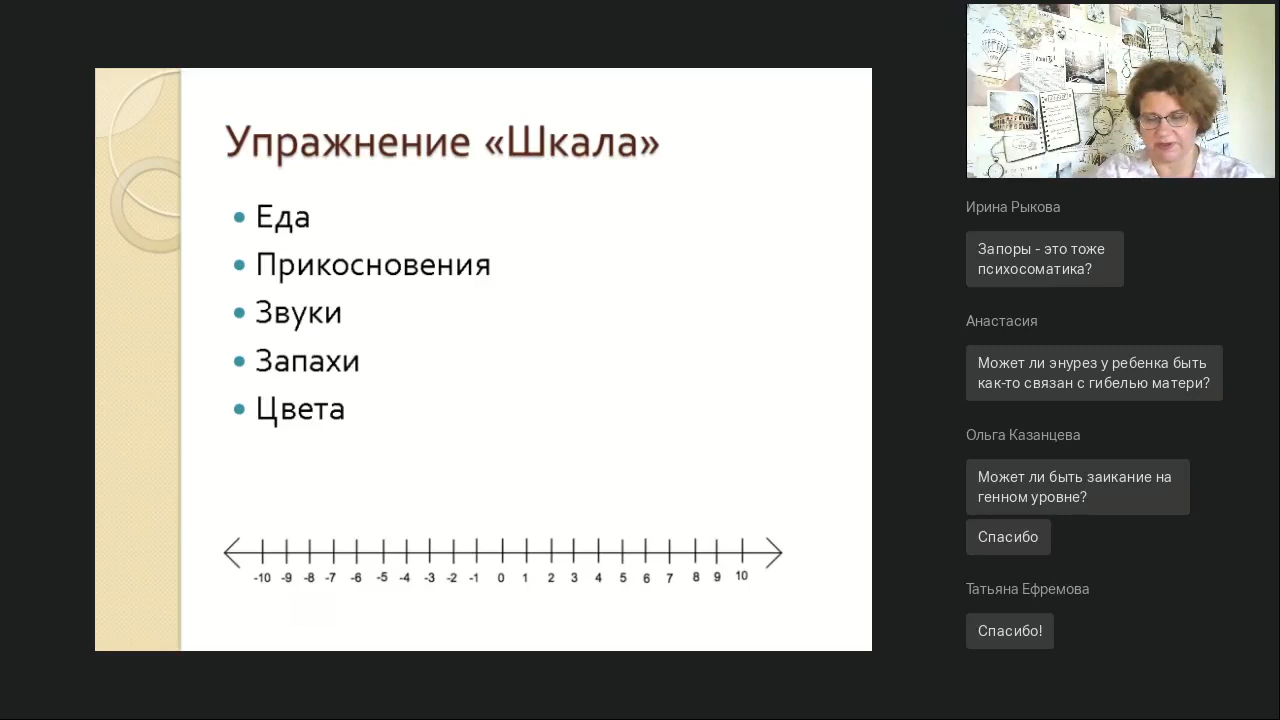 Упражнение «Шкала»
Еда
Прикосновения
Звуки
Запахи
Цвета
-10 -9 -8 -7 -6 -5 -4 -3 -2 -1 0 1 2 3 4 5 6 7 8 9 10
Ирина Рыкова
Запоры - это тоже
психосоматика?
Анастасия
Может ли энурез у ребенка быть
как-то связан с гибелью матери?
Ольга Казанцева
Может ли быть заикание на
генном уровне?
Спасибо
Татьяна Ефремова
Спасибо!